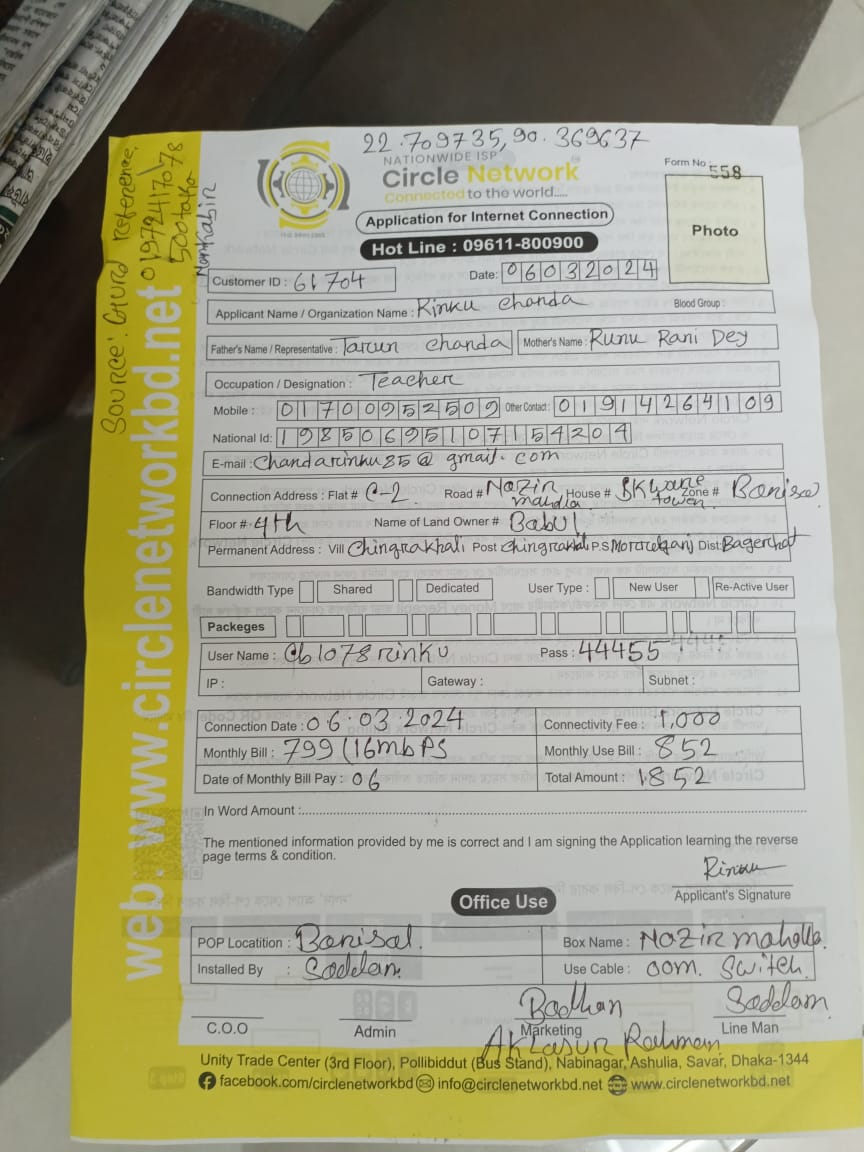 22.709735, 90.369637
NATIONWIDE ISP
Circle Network
Connected to the world.....
Form No 558
Application for Internet Connection
Photo
Hot Line : 09611-800900
Customer ID : 61704
Date: 06032024
Applicant Name / Organization Name : Rinku Chanda Blood Group :
Father's Name / Representative : Tarun Chanda Mother's Name : Runu Rani Dey
Occupation / Designation : Teacher
Mobile : 01700952509 Other Contact : 01914264109
National Id: 19850695107154204
E-mail : Chandarinku85@gmail.com
Connection Address : Flat # C-2 Road # Nazir mahalla House # Zone # Barisal
Floor # 4th Name of Land Owner # Babul
Permanent Address : Vill Chingrakhali Post Chingrakhali P.S Morrelganj Dist: Bagerhat
Bandwidth Type Shared Dedicated User Type : New User Re-Active User
Packeges
User Name : cb1078rinku Pass : 44455
IP : Gateway : Subnet :
Connection Date : 06.03.2024 Connectivity Fee : 1,000
Monthly Bill : 799 (16mbps Monthly Use Bill : 852
Date of Monthly Bill Pay : 06 Total Amount : 1852
In Word Amount :
The mentioned information provided by me is correct and I am signing the Application learning the reverse
page terms & condition.
Rinku
Applicant's Signature
Office Use
POP Locatition : Barisal. Box Name : Nazir maholla.
Installed By : Saddam Use Cable : 00m. Switch.
Badhan Saddam
C.O.O Admin Marketing Line Man
Aklasur Rahman
Unity Trade Center (3rd Floor), Pollibiddut (Bus Stand), Nabinagar, Ashulia, Savar, Dhaka-1344
facebook.com/circlenetworkbd info@circlenetworkbd.net www.circlenetworkbd.net
web: www.circlenetworkbd.net
Source: Reference.
01972417078
500 taka